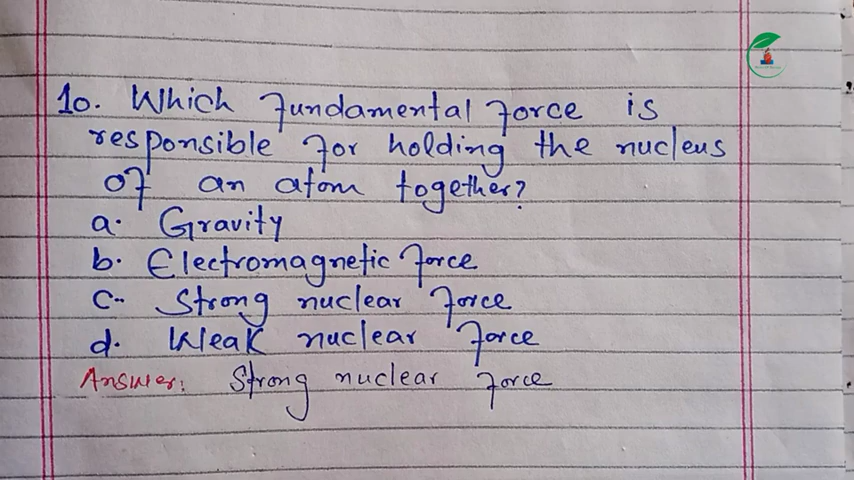 10. Which fundamental force is
responsible for holding the nucleus
of an atom together?
a. Gravity
b. Electromagnetic force
c. Strong nuclear force
d. Weak nuclear force
Answer: Strong nuclear force